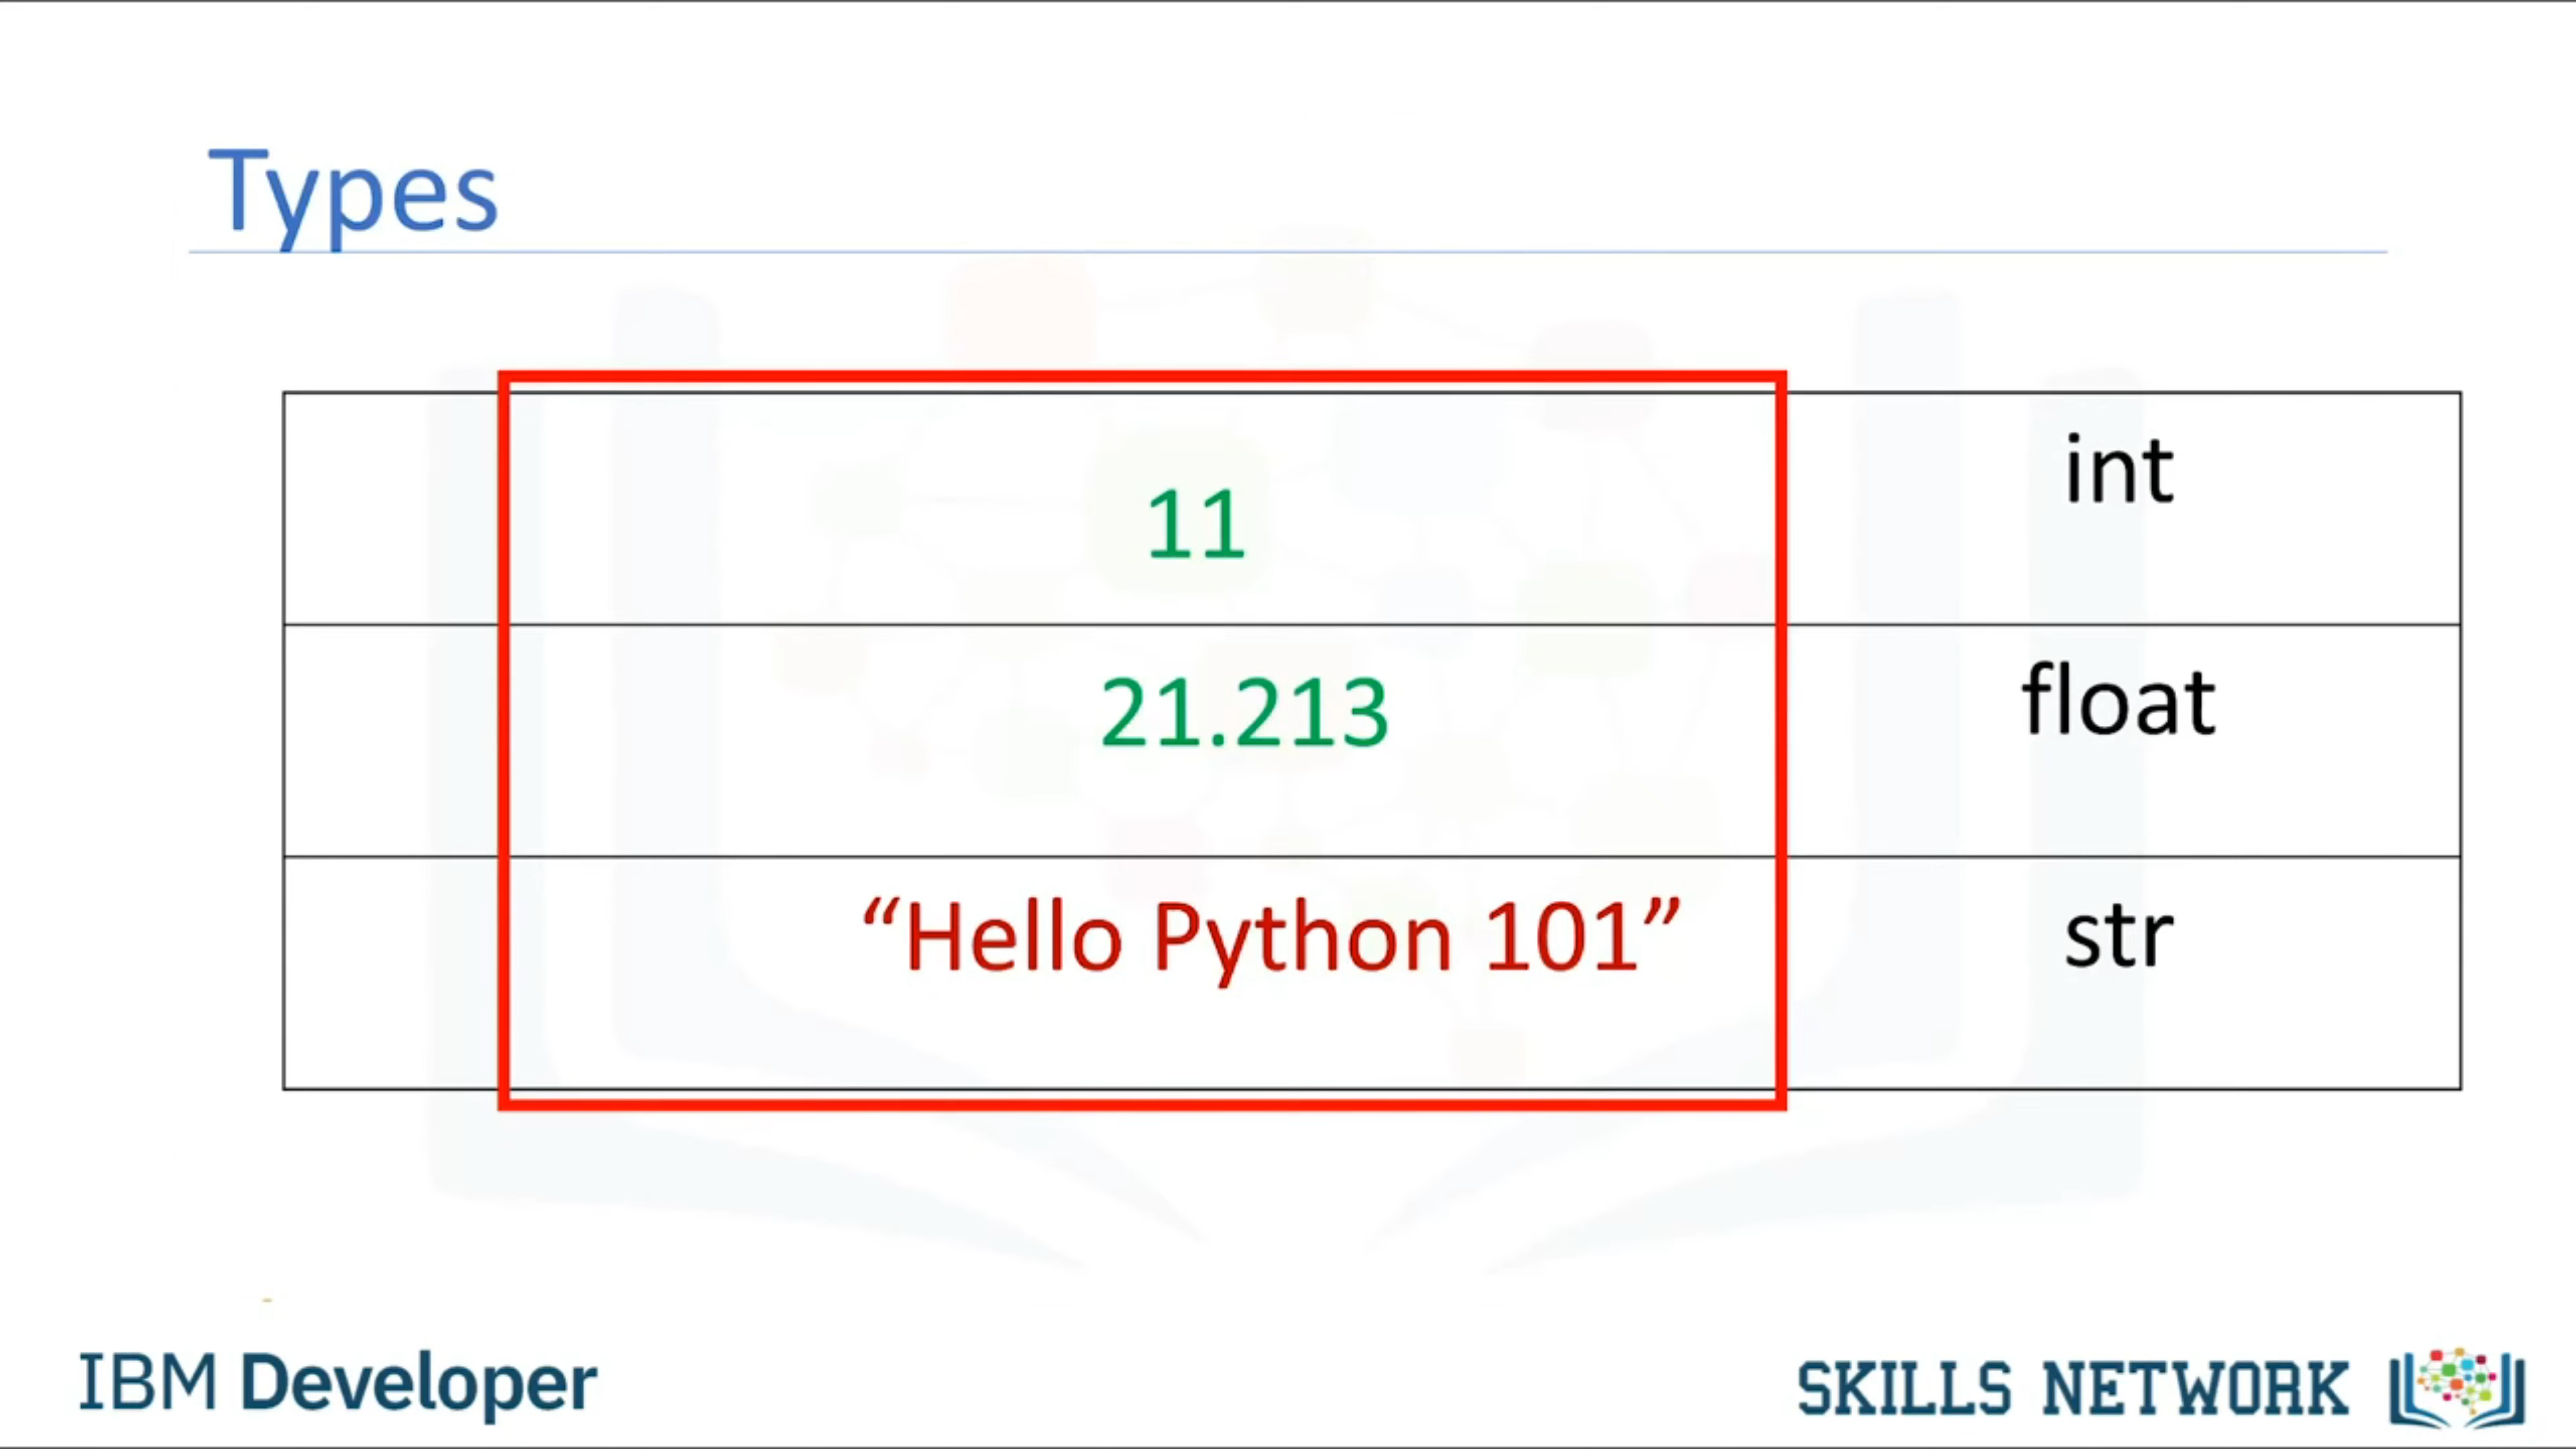 Types
11 int
21.213 float
“Hello Python 101” str
IBM Developer
SKILLS NETWORK